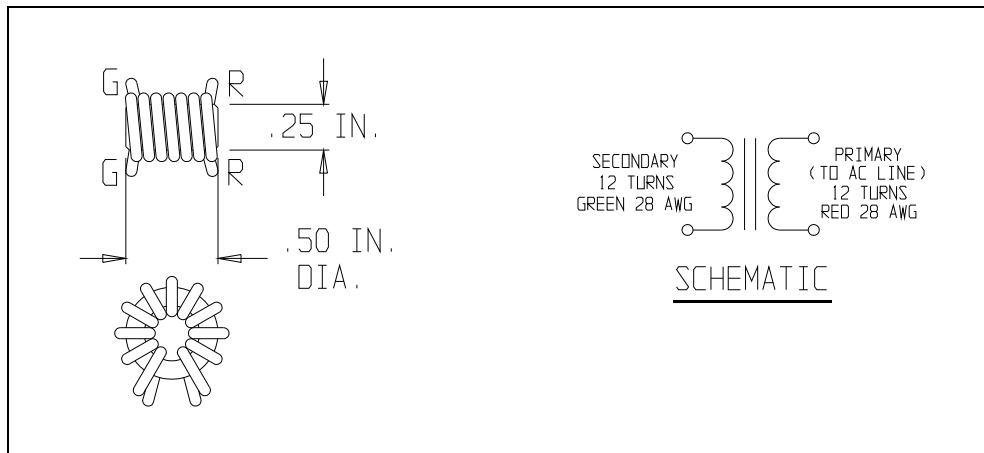 G R
.25 IN.
G R
.50 IN.
DIA.
SECONDARY
12 TURNS
GREEN 28 AWG
PRIMARY
(TO AC LINE)
12 TURNS
RED 28 AWG
SCHEMATIC